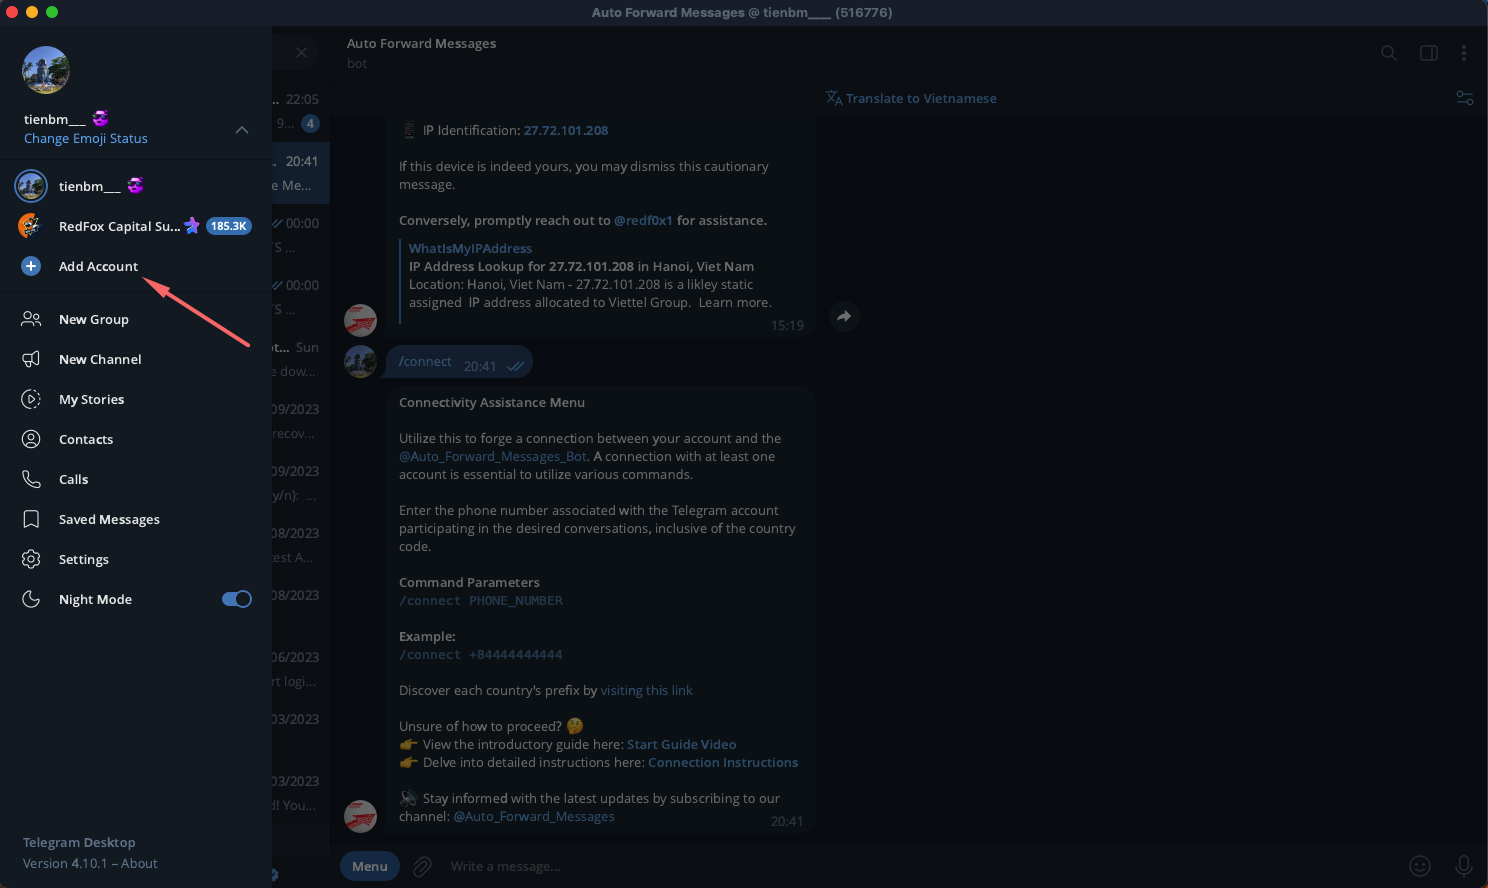 Auto Forward Messages @ tienbm___ (516776)
tienbm___
Change Emoji Status
tienbm___
RedFox Capital Su... 185.3K
Add Account
New Group
New Channel
My Stories
Contacts
Calls
Saved Messages
Settings
Night Mode
Telegram Desktop
Version 4.10.1 – About
.. 22:05
9... 4
. 20:41
e Me...
00:00
S ...
00:00
S ...
t... Sun
e dow...
09/2023
recov...
09/2023
y/n): ...
08/2023
test A...
08/2023
06/2023
rt logi...
03/2023
03/2023
d! You...
Auto Forward Messages
bot
Translate to Vietnamese
IP Identification: 27.72.101.208
If this device is indeed yours, you may dismiss this cautionary
message.
Conversely, promptly reach out to @redf0x1 for assistance.
WhatIsMyIPAddress
IP Address Lookup for 27.72.101.208 in Hanoi, Viet Nam
Location: Hanoi, Viet Nam - 27.72.101.208 is a likley static
assigned IP address allocated to Viettel Group. Learn more.
15:19
/connect 20:41
Connectivity Assistance Menu
Utilize this to forge a connection between your account and the
@Auto_Forward_Messages_Bot. A connection with at least one
account is essential to utilize various commands.
Enter the phone number associated with the Telegram account
participating in the desired conversations, inclusive of the country
code.
Command Parameters
/connect PHONE_NUMBER
Example:
/connect +84444444444
Discover each country's prefix by visiting this link
Unsure of how to proceed? 🤔
👉 View the introductory guide here: Start Guide Video
👉 Delve into detailed instructions here: Connection Instructions
🔊 Stay informed with the latest updates by subscribing to our
channel: @Auto_Forward_Messages
20:41
Menu
Write a message...